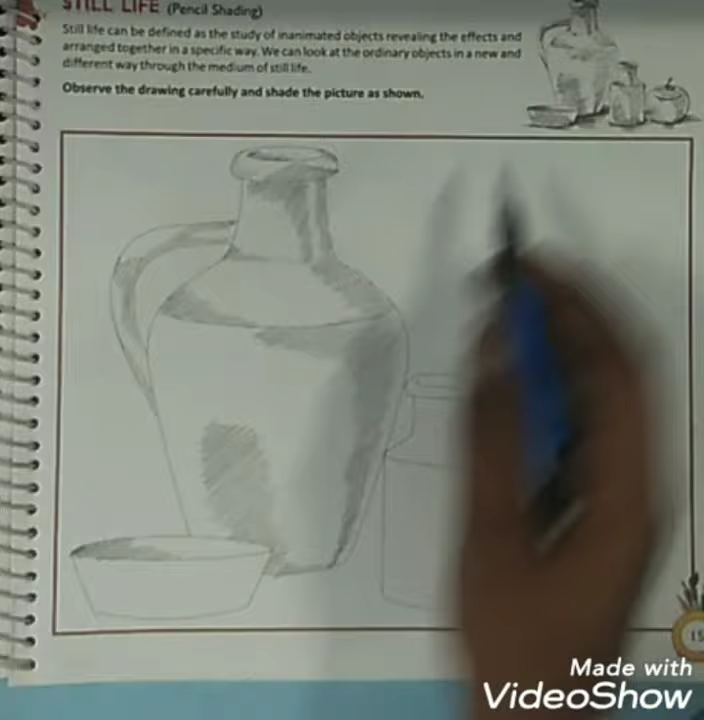 STILL LIFE (Pencil Shading)
Still life can be defined as the study of inanimated objects revealing the effects and
arranged together in a specific way. We can look at the ordinary objects in a new and
different way through the medium of still life.
Observe the drawing carefully and shade the picture as shown.
15
Made with
VideoShow